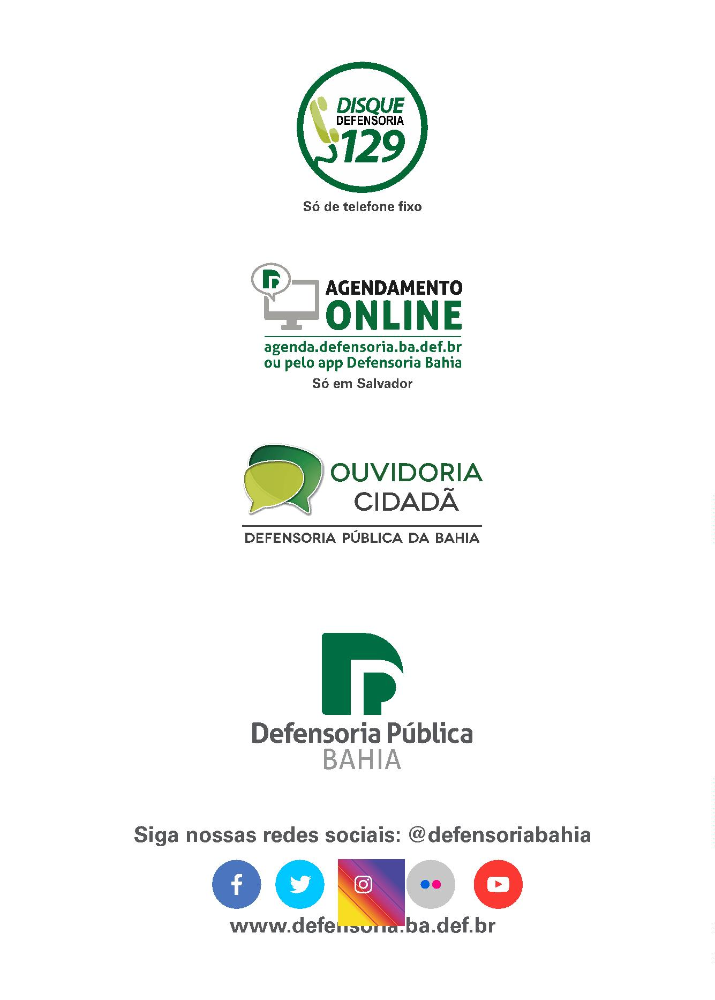 DISQUE
DEFENSORIA
129
Só de telefone fixo
AGENDAMENTO
ONLINE
agenda.defensoria.ba.def.br
ou pelo app Defensoria Bahia
Só em Salvador
OUVIDORIA
CIDADÃ
DEFENSORIA PÚBLICA DA BAHIA
Defensoria Pública
BAHIA
Siga nossas redes sociais: @defensoriabahia
www.defensoria.ba.def.br